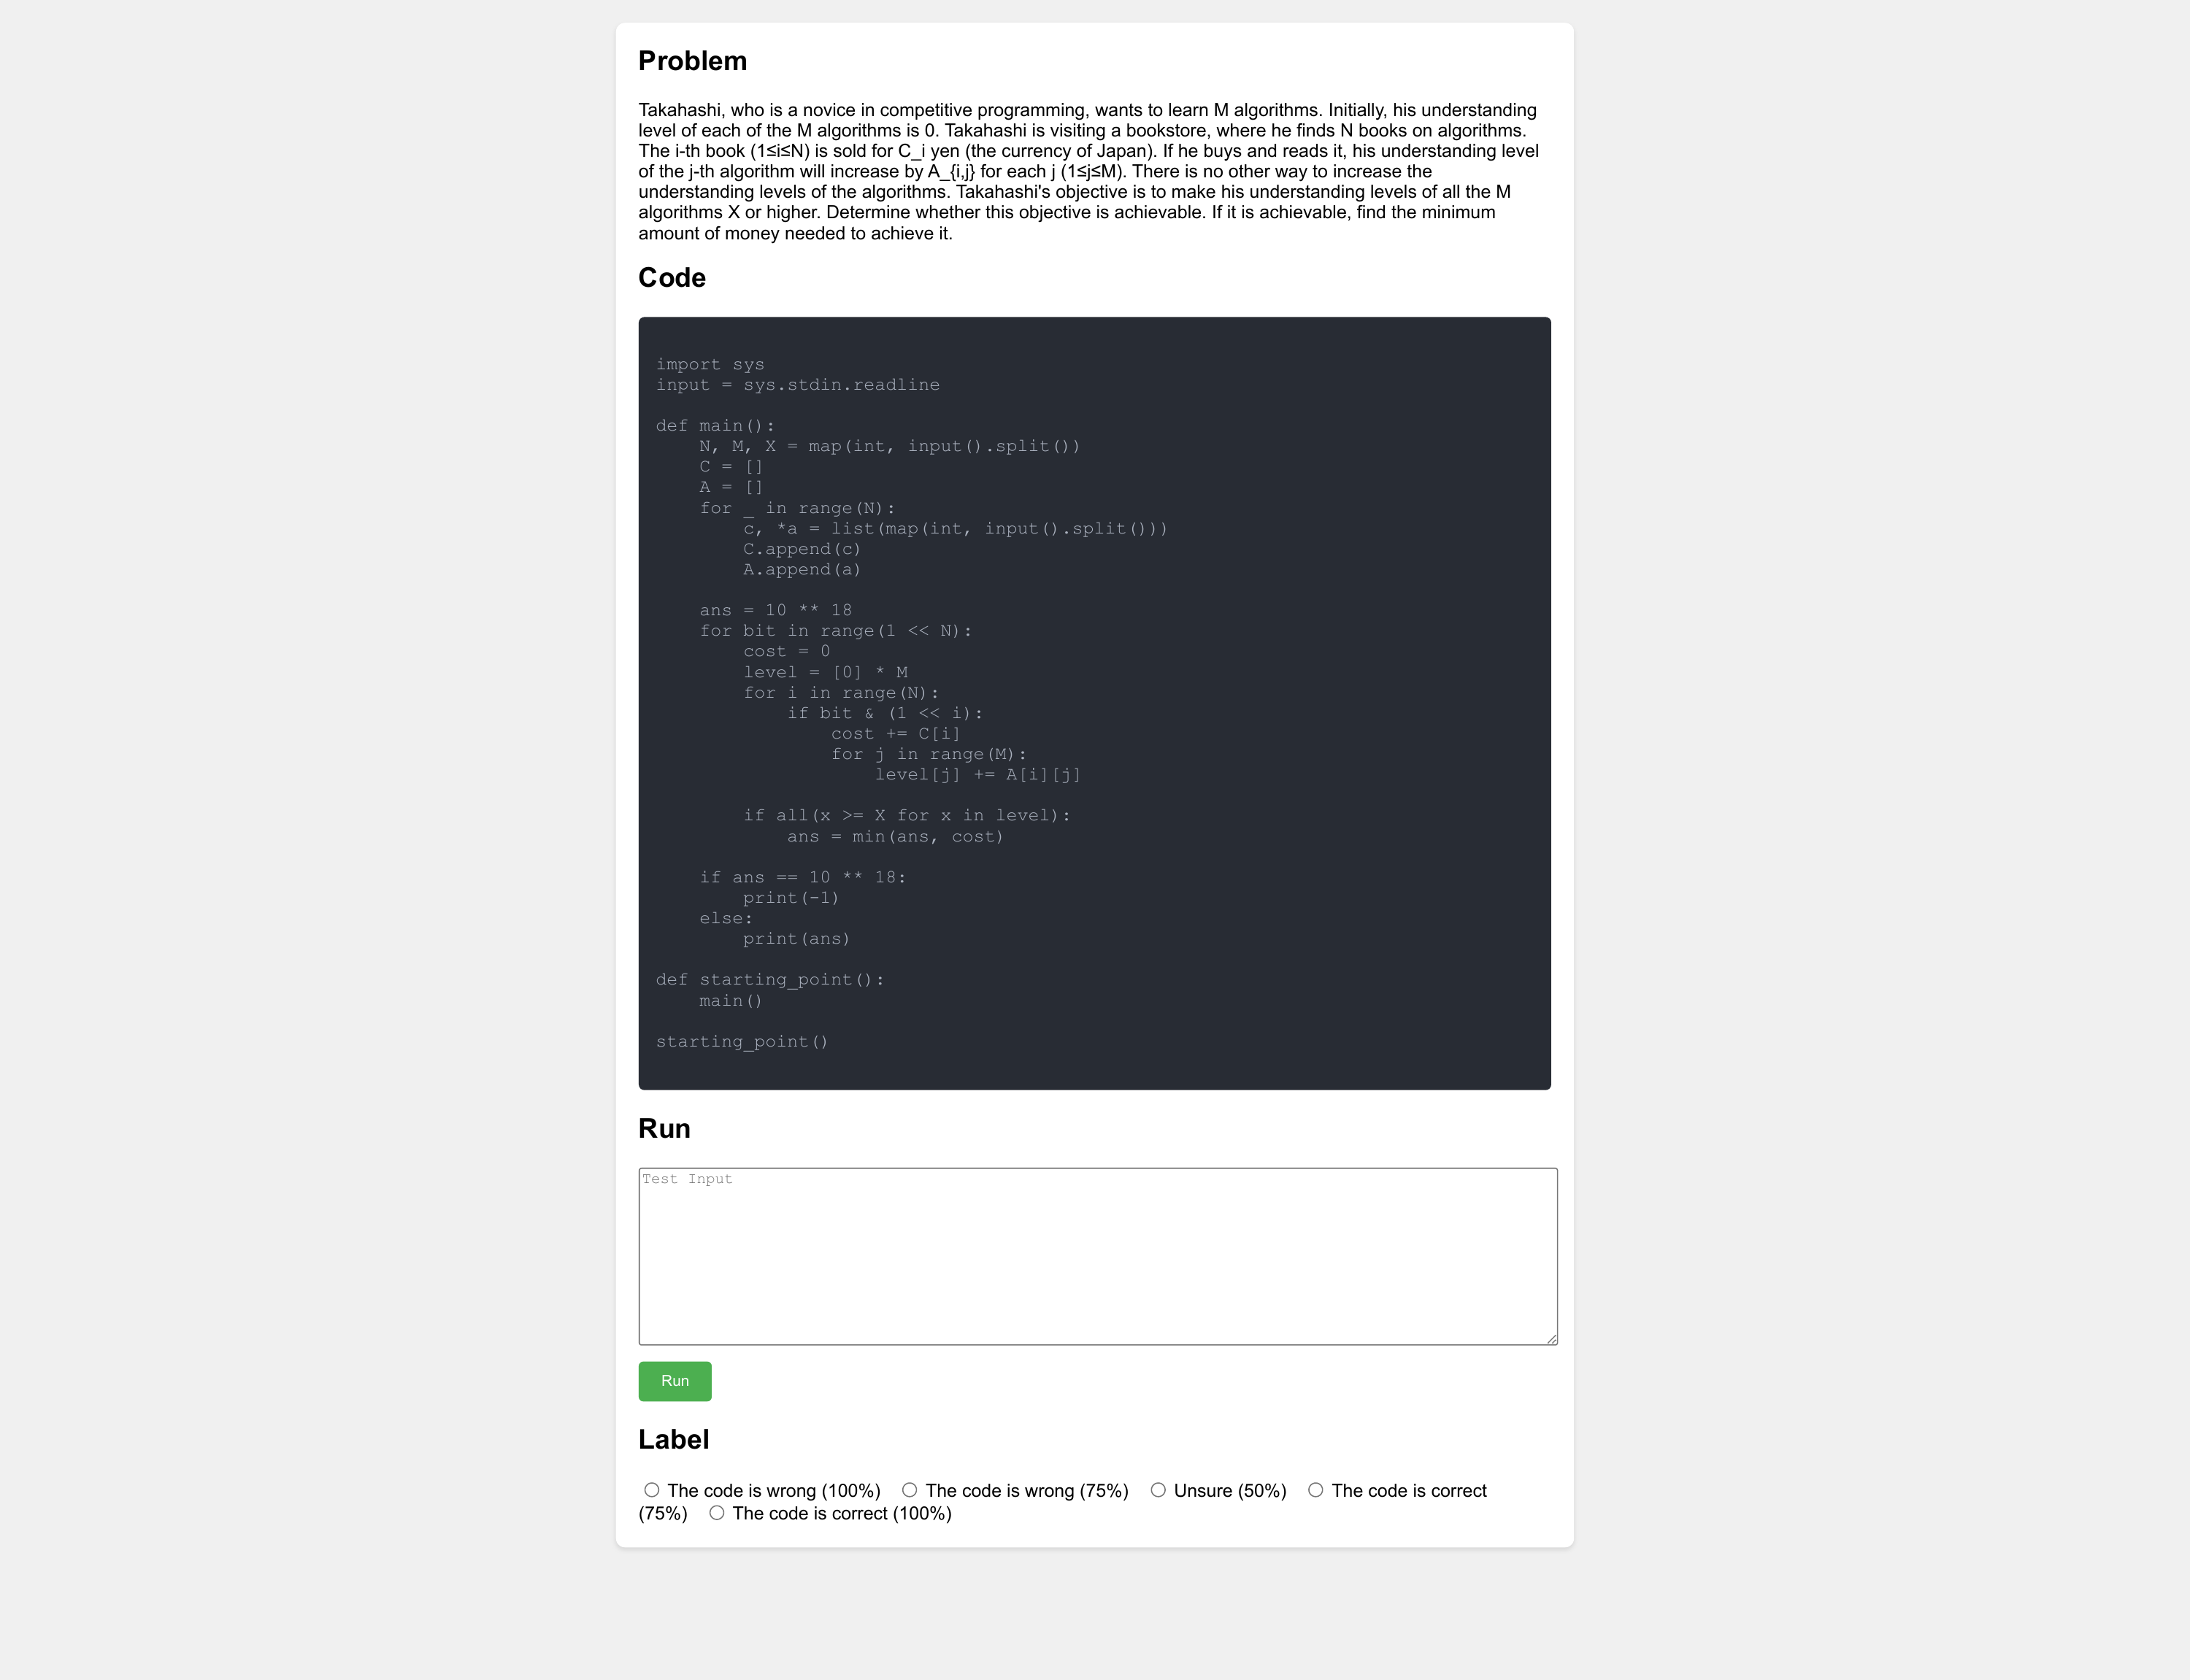 Problem
Takahashi, who is a novice in competitive programming, wants to learn M algorithms. Initially, his understanding
level of each of the M algorithms is 0. Takahashi is visiting a bookstore, where he finds N books on algorithms.
The i-th book (1≤i≤N) is sold for C_i yen (the currency of Japan). If he buys and reads it, his understanding level
of the j-th algorithm will increase by A_{i,j} for each j (1≤j≤M). There is no other way to increase the
understanding levels of the algorithms. Takahashi's objective is to make his understanding levels of all the M
algorithms X or higher. Determine whether this objective is achievable. If it is achievable, find the minimum
amount of money needed to achieve it.
Code
import sys
input = sys.stdin.readline
def main():
    N, M, X = map(int, input().split())
    C = []
    A = []
    for _ in range(N):
        c, *a = list(map(int, input().split()))
        C.append(c)
        A.append(a)
    ans = 10 ** 18
    for bit in range(1 << N):
        cost = 0
        level = [0] * M
        for i in range(N):
            if bit & (1 << i):
                cost += C[i]
                for j in range(M):
                    level[j] += A[i][j]
        if all(x >= X for x in level):
            ans = min(ans, cost)
    if ans == 10 ** 18:
        print(-1)
    else:
        print(ans)
def starting_point():
    main()
starting_point()
Run
Test Input
Run
Label
The code is wrong (100%) The code is wrong (75%) Unsure (50%) The code is correct
(75%) The code is correct (100%)